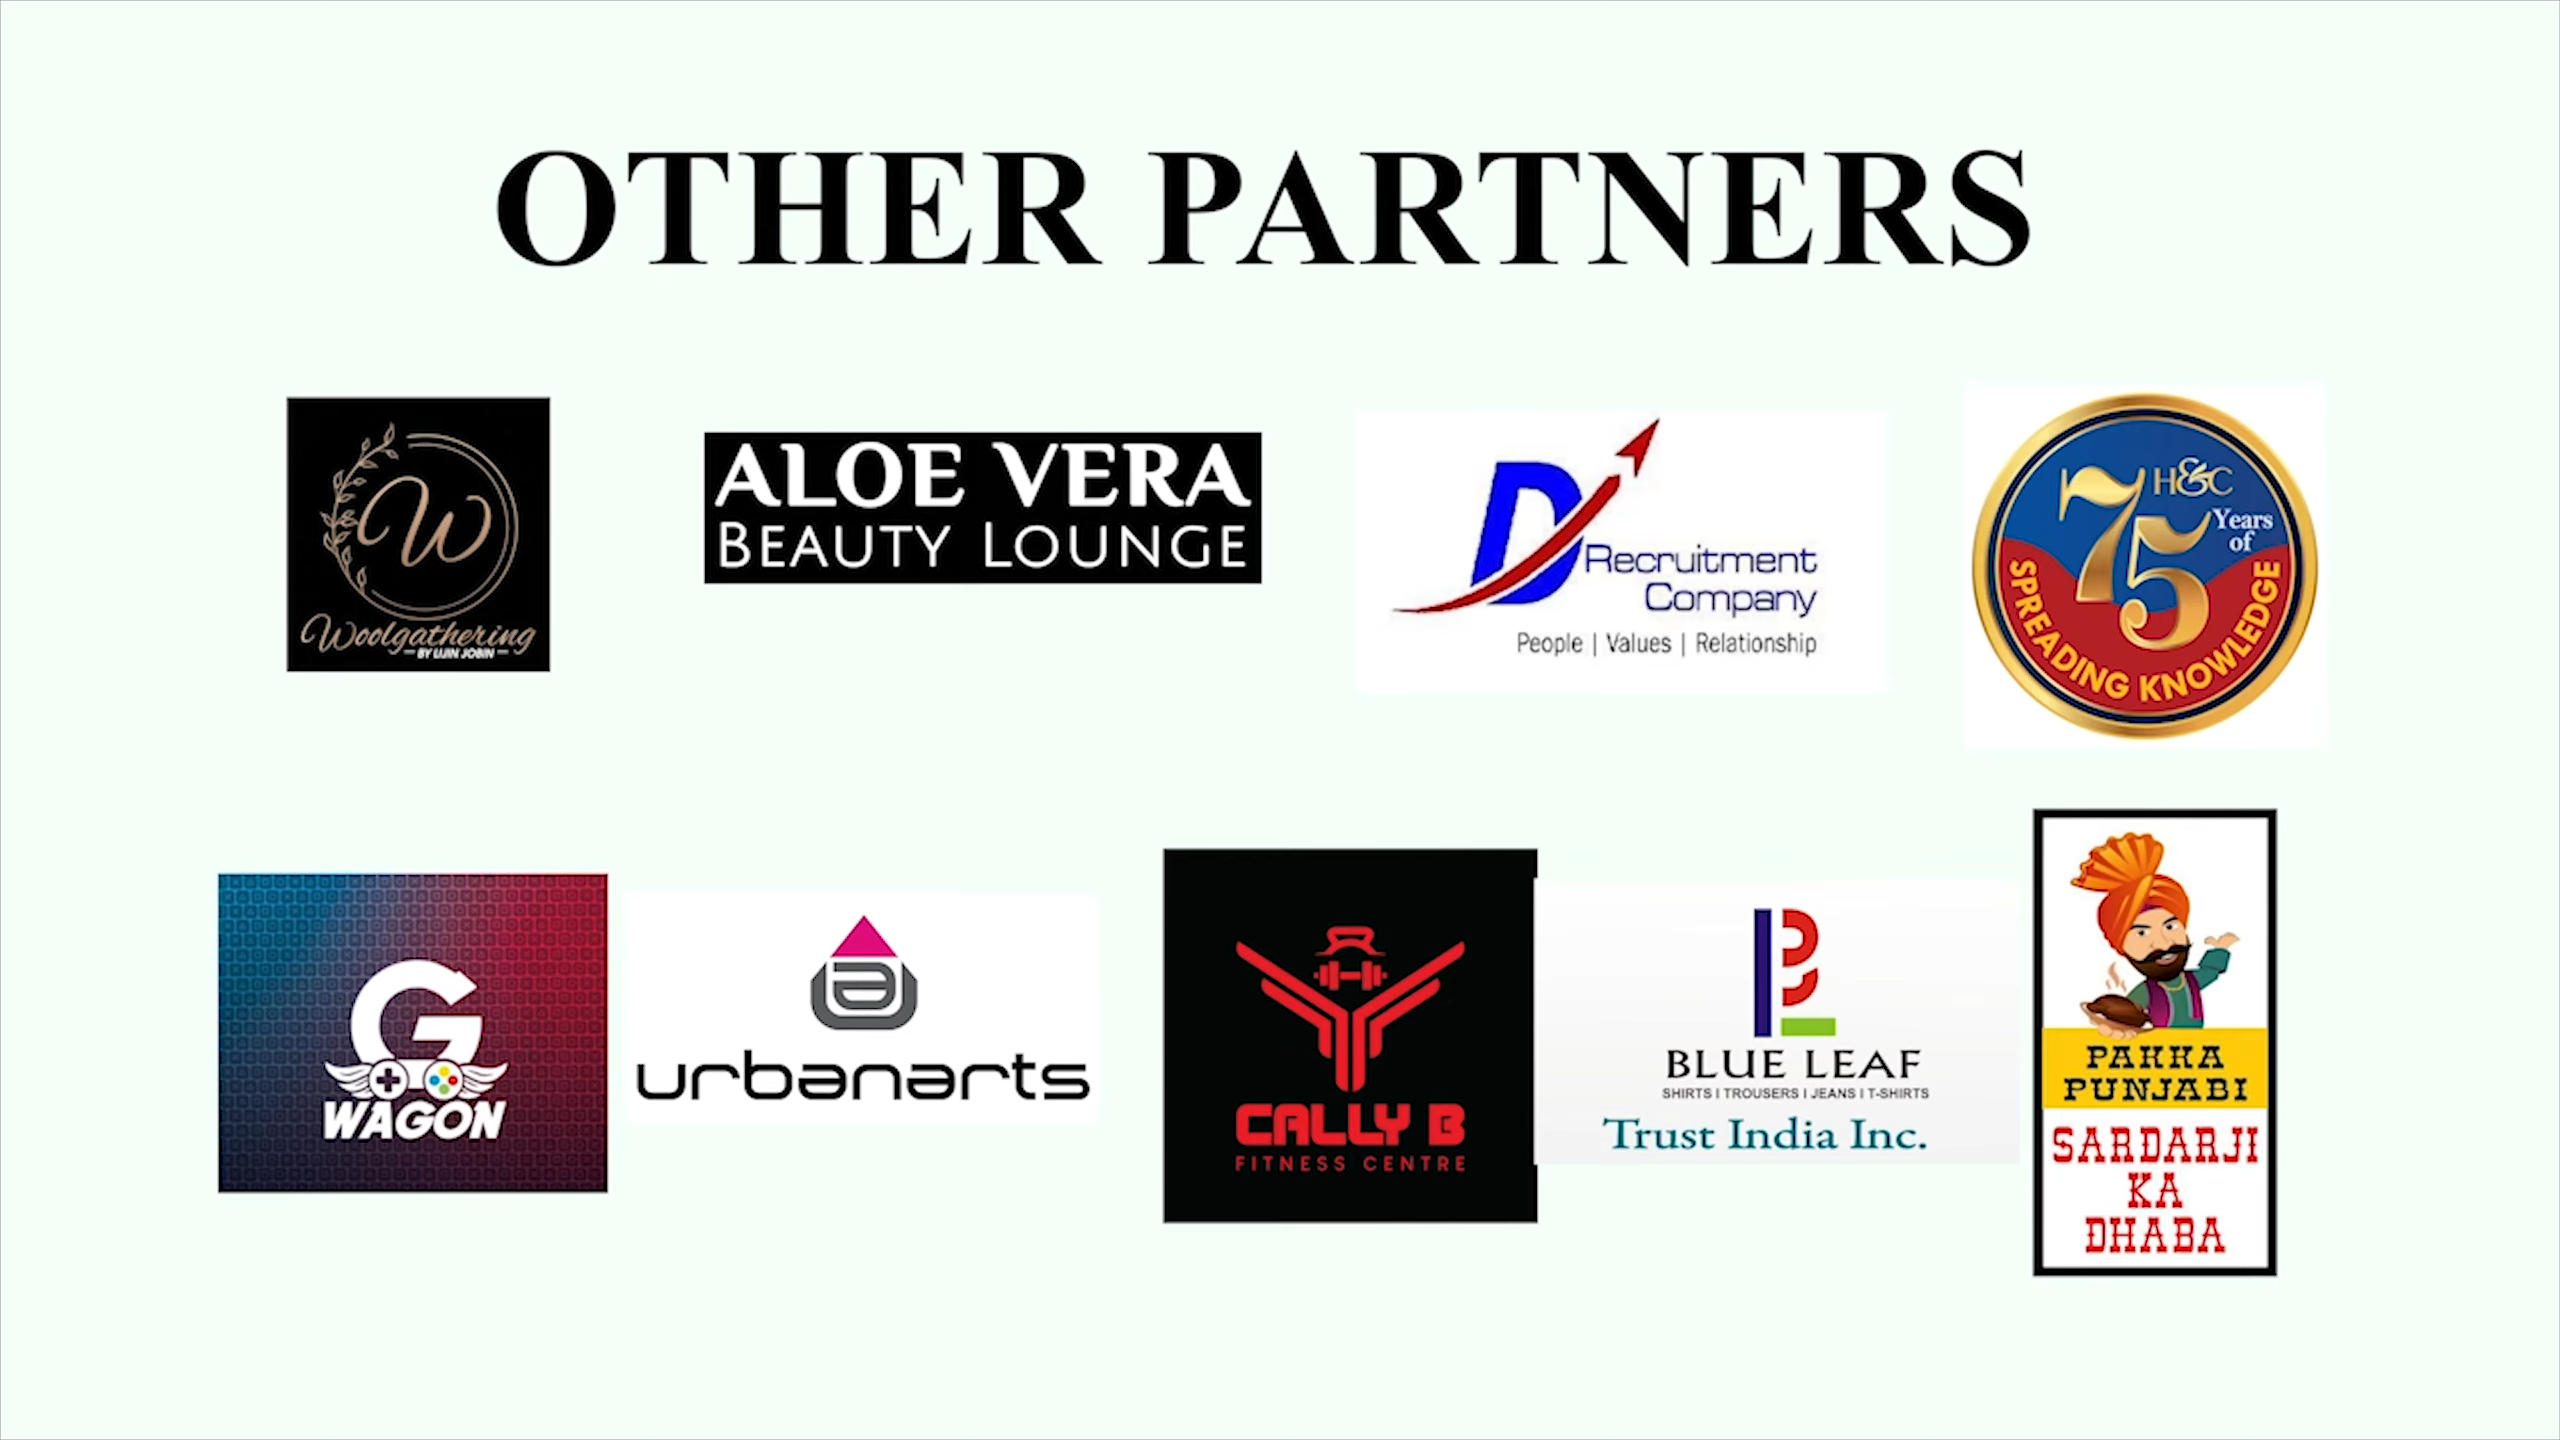 OTHER PARTNERS
W
Woolgathering
BY LIJIN JOBIN
ALOE VERA
BEAUTY LOUNGE
D
Recruitment
Company
People | Values | Relationship
75
H&C
Years
of
SPREADING KNOWLEDGE
G
WAGON
a
urbanarts
CALLY B
FITNESS CENTRE
BLUE LEAF
SHIRTS I TROUSERS I JEANS I T-SHIRTS
Trust India Inc.
PAKKA
PUNJABI
SARDARJI
KA
DHABA